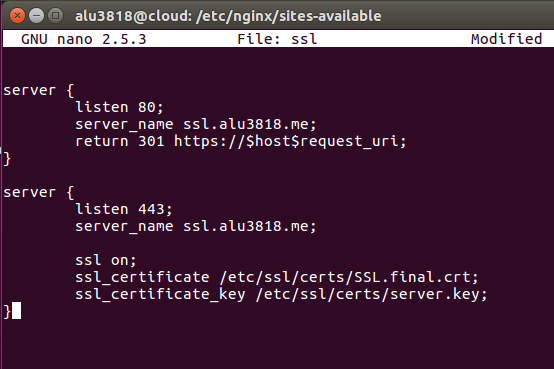 alu3818@cloud: /etc/nginx/sites-available
GNU nano 2.5.3 File: ssl Modified
server {
listen 80;
server_name ssl.alu3818.me;
return 301 https://$host$request_uri;
}
server {
listen 443;
server_name ssl.alu3818.me;
ssl on;
ssl_certificate /etc/ssl/certs/SSL.final.crt;
ssl_certificate_key /etc/ssl/certs/server.key;
}